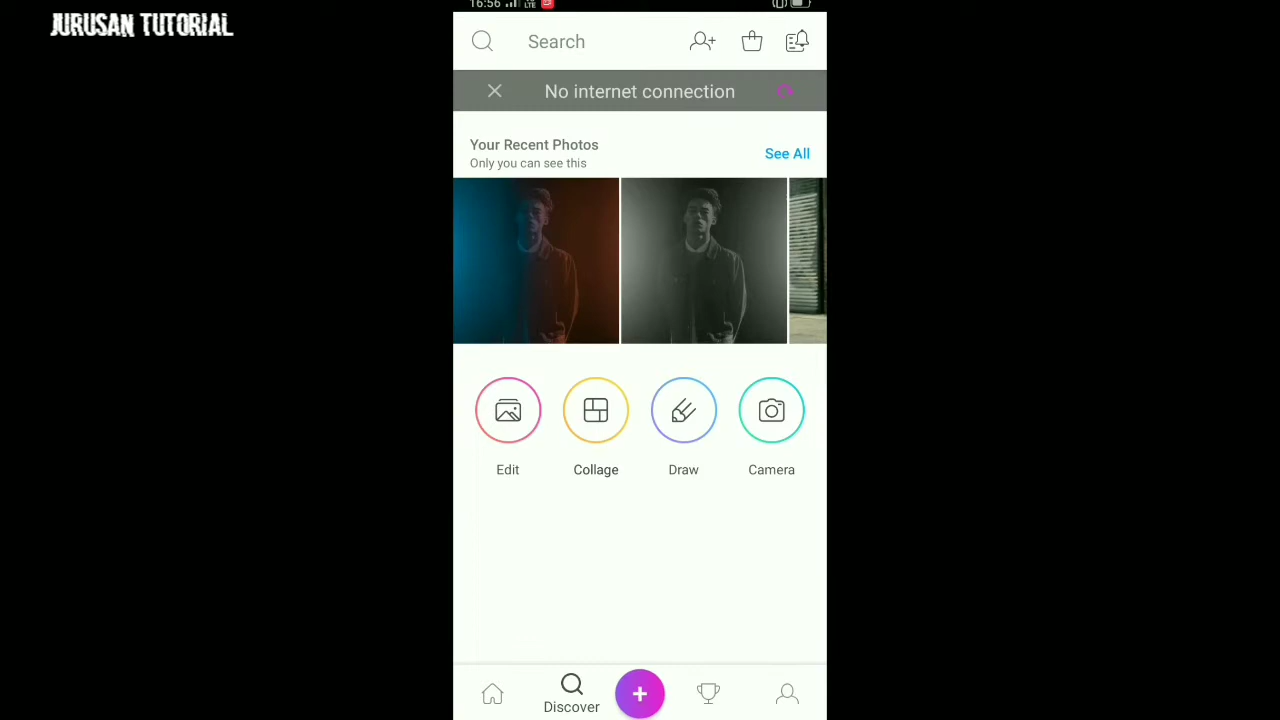 JURUSAN TUTORIAL
16:56 LTE
Search
No internet connection
Your Recent Photos
Only you can see this
See All
Edit Collage Draw Camera
Discover